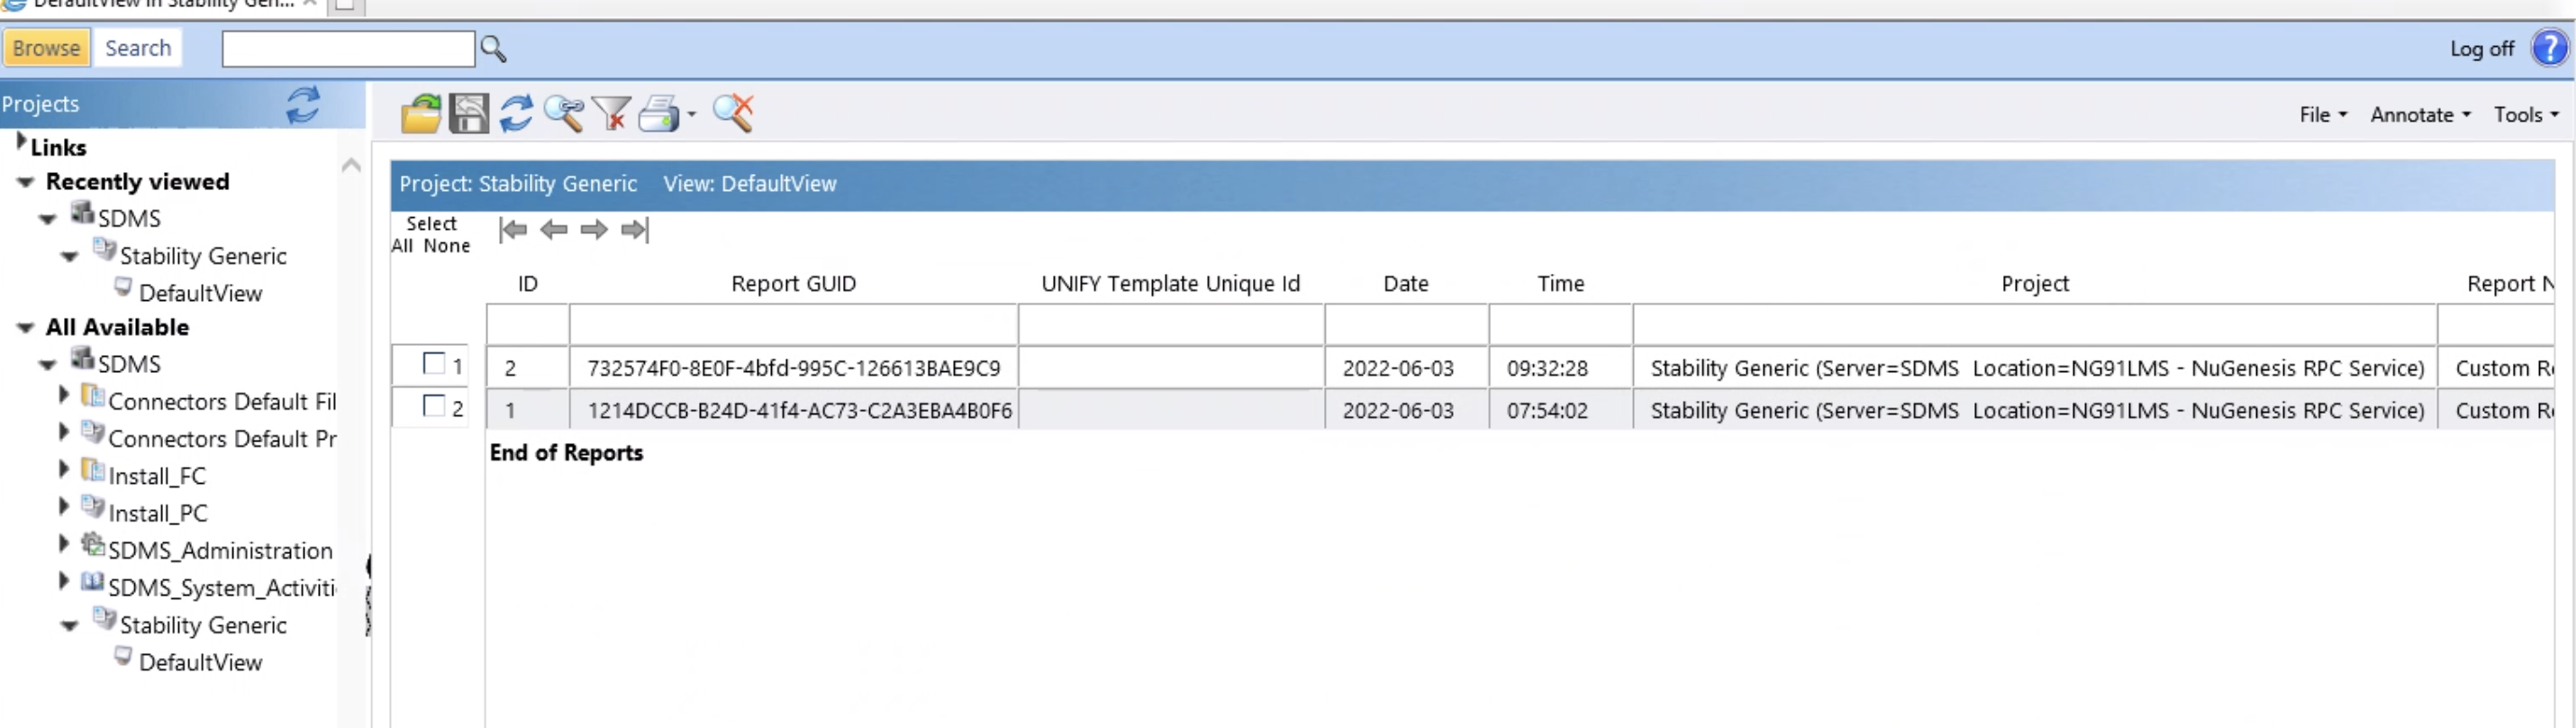 DefaultView in Stability Gen...
Browse
Search
Log off
?
Projects
Links
Recently viewed
SDMS
Stability Generic
DefaultView
All Available
SDMS
Connectors Default Fil
Connectors Default Pr
Install_FC
Install_PC
SDMS_Administration
SDMS_System_Activiti
Stability Generic
DefaultView
File
Annotate
Tools
Project: Stability Generic View: DefaultView
Select
All None
ID Report GUID UNIFY Template Unique Id Date Time Project Report N
1 2 732574F0-8E0F-4bfd-995C-126613BAE9C9 2022-06-03 09:32:28 Stability Generic (Server=SDMS Location=NG91LMS - NuGenesis RPC Service) Custom Re
2 1 1214DCCB-B24D-41f4-AC73-C2A3EBA4B0F6 2022-06-03 07:54:02 Stability Generic (Server=SDMS Location=NG91LMS - NuGenesis RPC Service) Custom Re
End of Reports